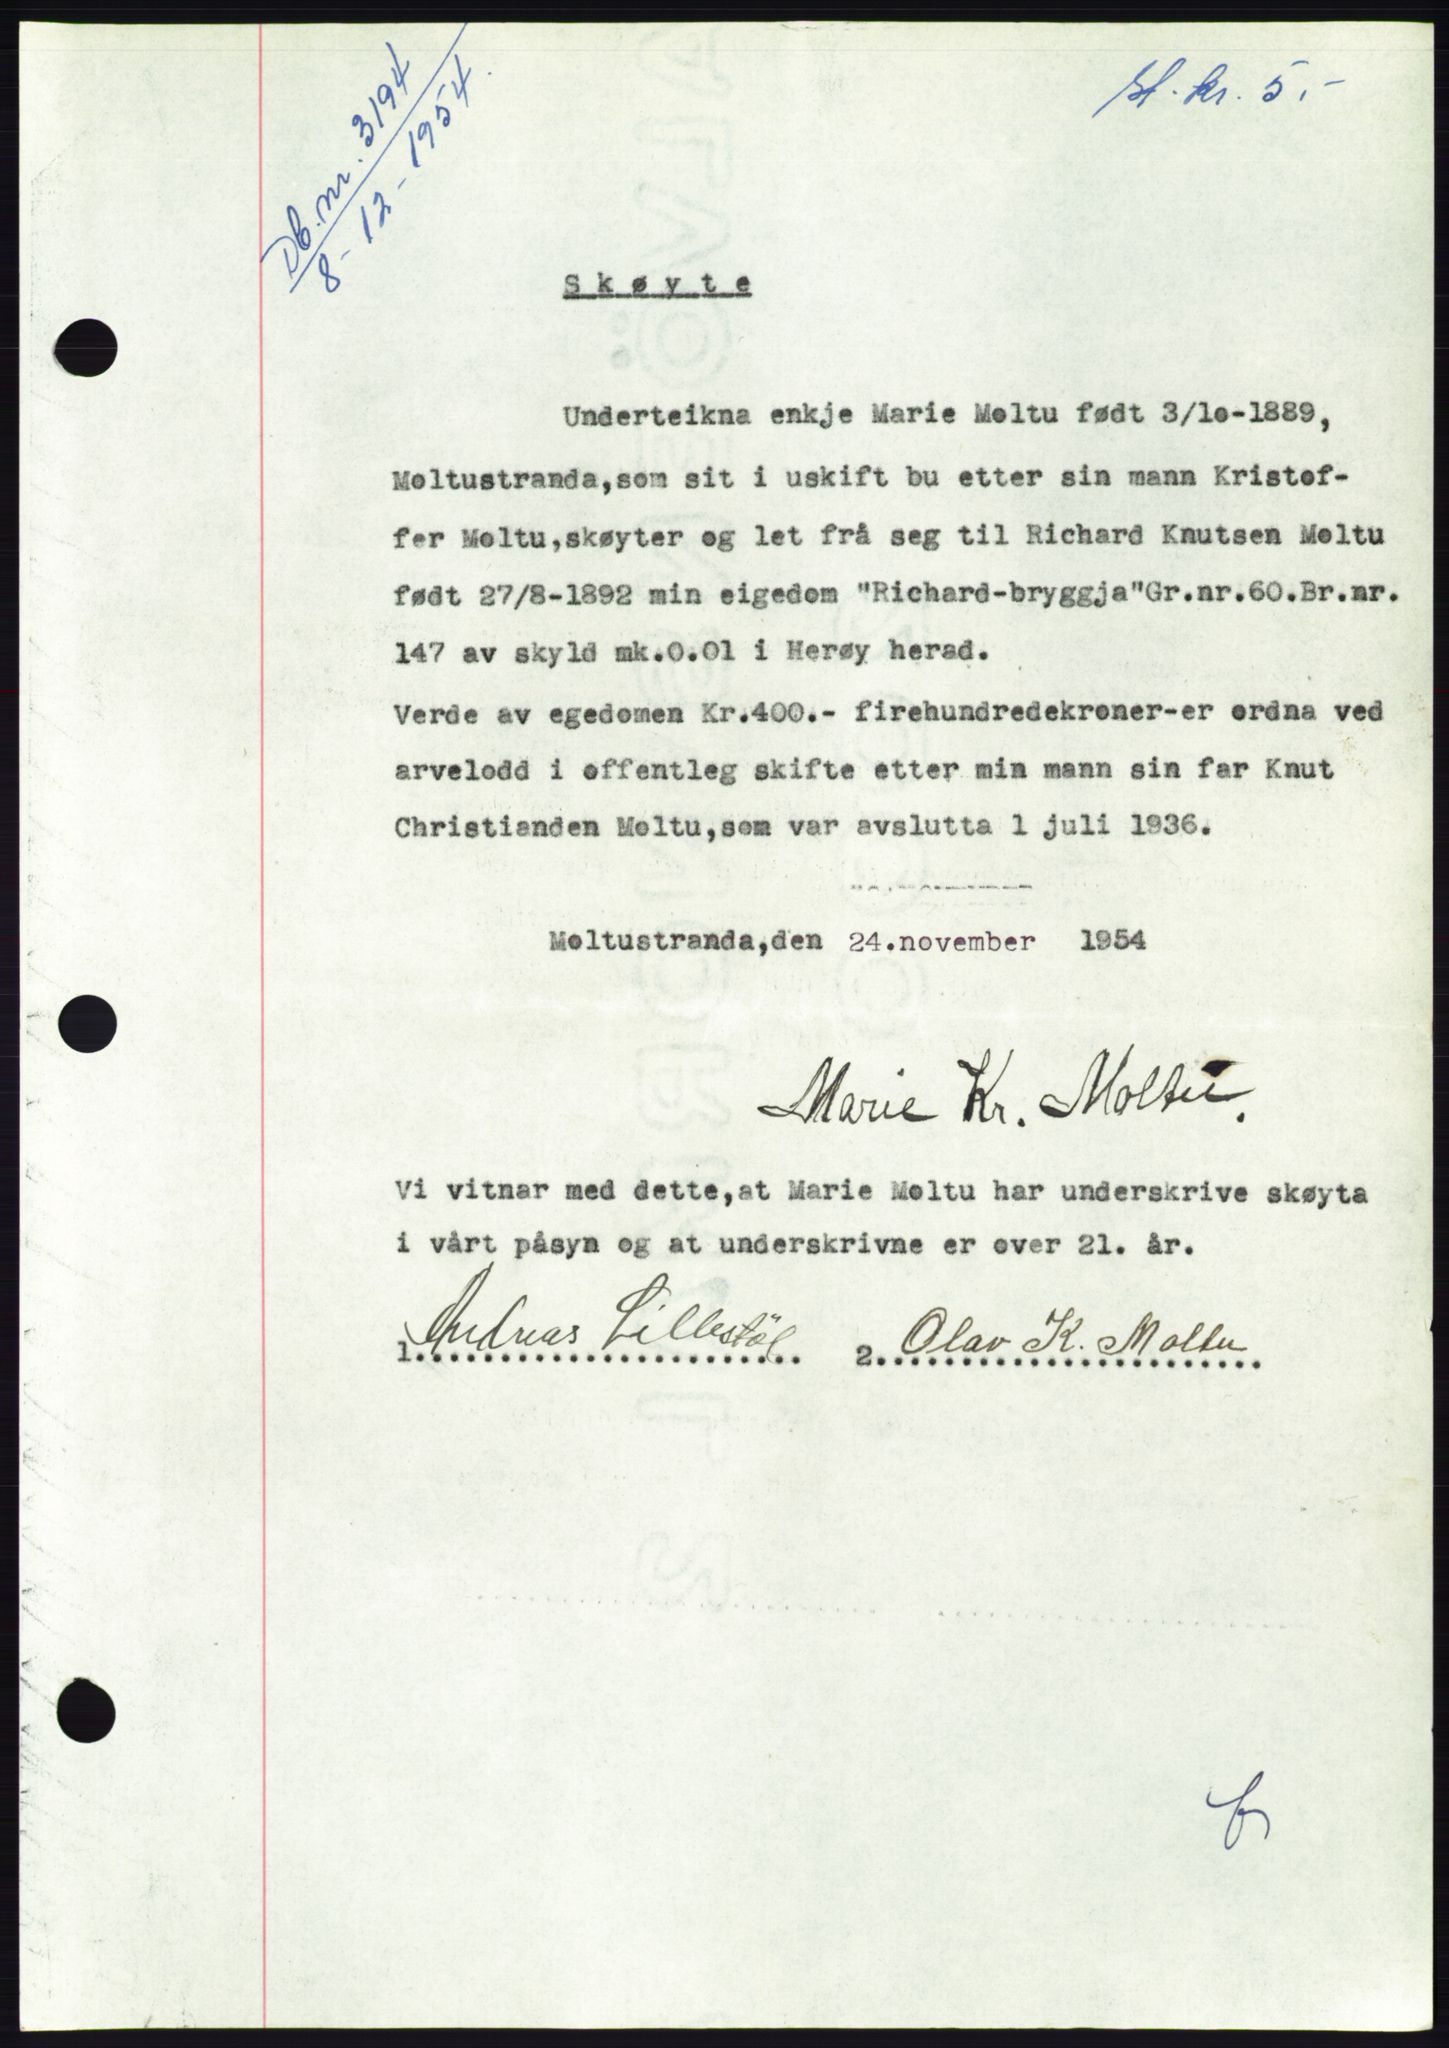 Db. nr. 3194
8-12-1954.
st. kr. 5.-
Skøyte
Underteikna enkje Marie Moltu født 3/10-1889,
Moltustranda,som sit i uskift bu etter sin mann Kristof-
fer Moltu,skøyter og let frå seg til Richard Knutsen Moltu
født 27/8-1892 min eigedom "Richard-bryggja"Gr.nr.60.Br.nr.
147 av skyld mk.0.01 i Herøy herad.
Verde av egedomen Kr.400.- firehundredekroner-er ordna ved
arvelodd i offentleg skifte etter min mann sin far Knut
Christianden Moltu,som var avslutta 1 juli 1936.
Moltustranda,den 24.november 1954
Marie Kr. Moltu.
Vi vitnar med dette,at Marie Moltu har underskrive skøyta
i vårt påsyn og at underskrivne er over 21. år.
1. Andreas Lillestöl 2. Olav K. Moltu